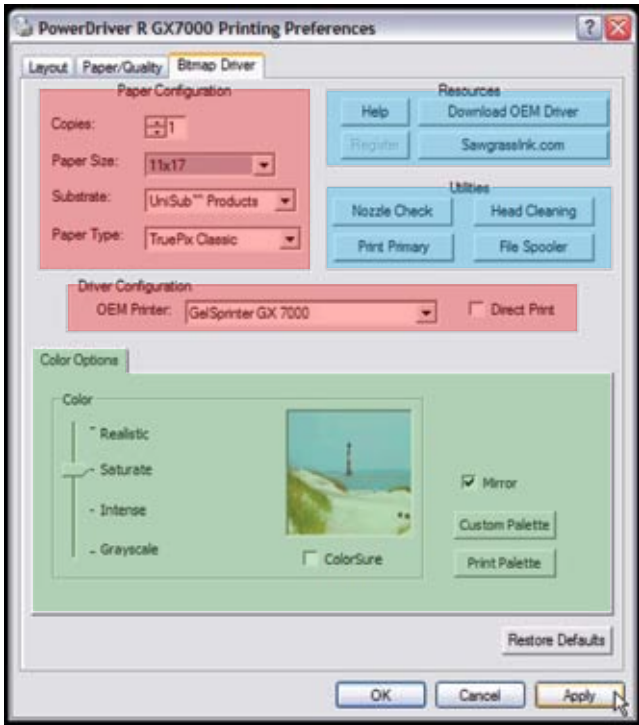 PowerDriver R GX7000 Printing Preferences
Layout Paper/Quality Bitmap Driver
Paper Configuration
Copies: 1
Paper Size: 11x17
Substrate: UniSub™ Products
Paper Type: TruePix Classic
Resources
Help Download OEM Driver
Register SawgrassInk.com
Utilities
Nozzle Check Head Cleaning
Print Primary File Spooler
Driver Configuration
OEM Printer: GelSprinter GX 7000 Direct Print
Color Options
Color
Realistic
Saturate
Intense
Grayscale
ColorSure
Mirror
Custom Palette
Print Palette
Restore Defaults
OK Cancel Apply